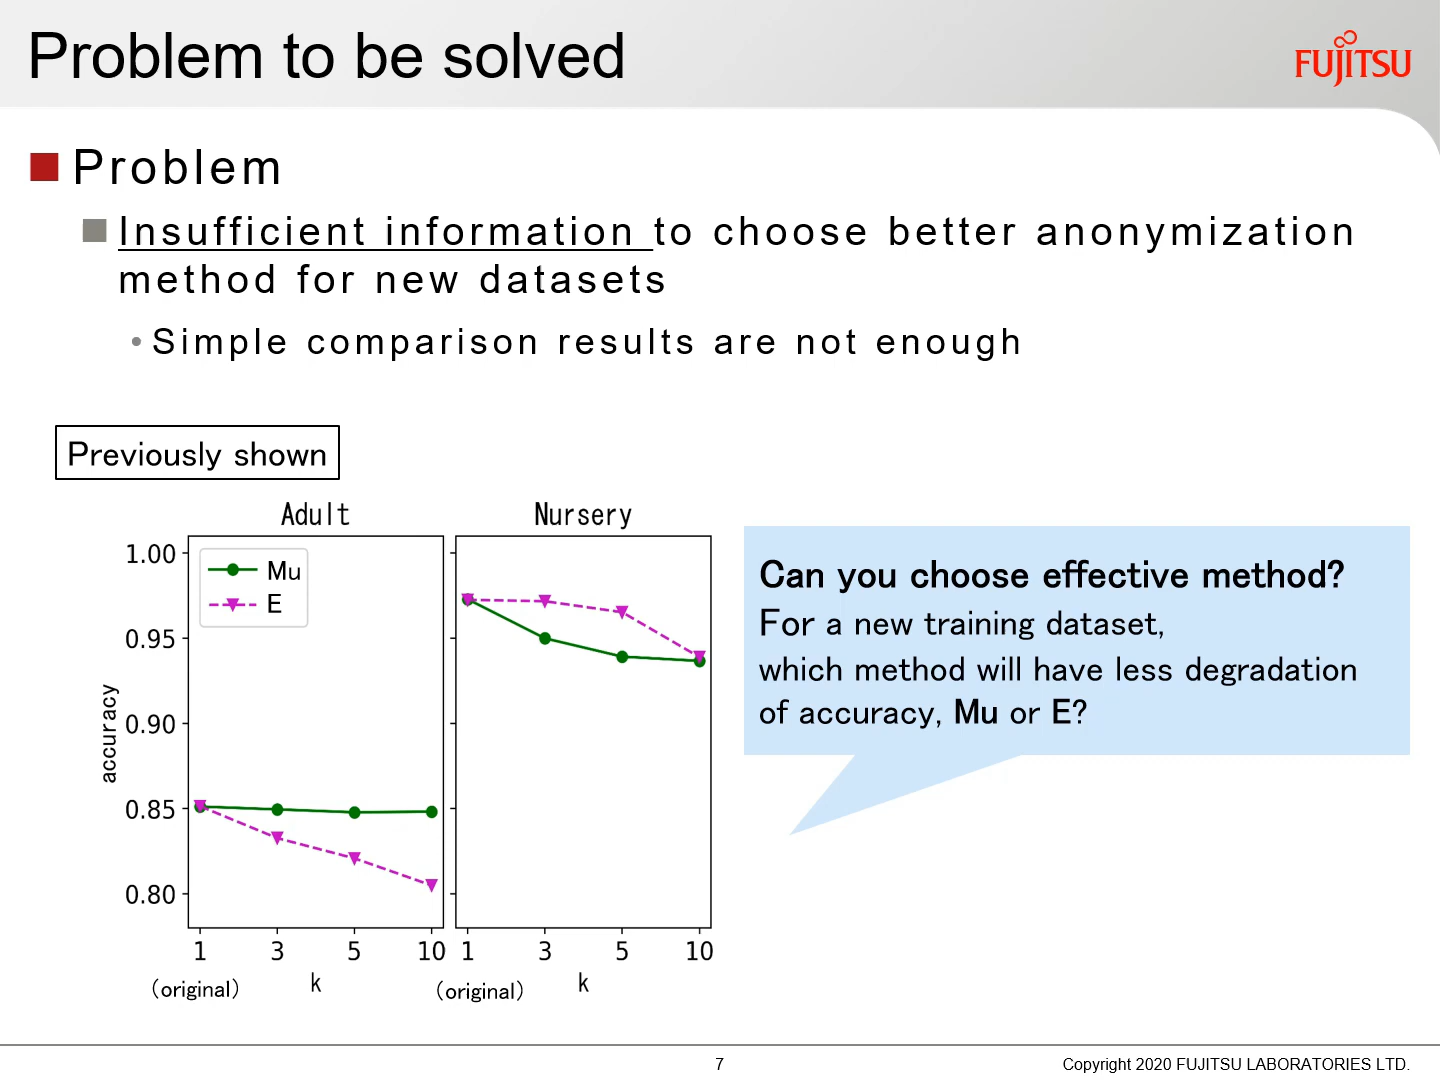 Problem to be solved
FUJITSU
Problem
Insufficient information to choose better anonymization
method for new datasets
• Simple comparison results are not enough
Previously shown
Adult
Nursery
Mu
E
1.00
0.95
0.90
0.85
0.80
accuracy
1 3 5 10
1 3 5 10
(original)
k
(original)
k
Can you choose effective method?
For a new training dataset,
which method will have less degradation
of accuracy, Mu or E?
7
Copyright 2020 FUJITSU LABORATORIES LTD.